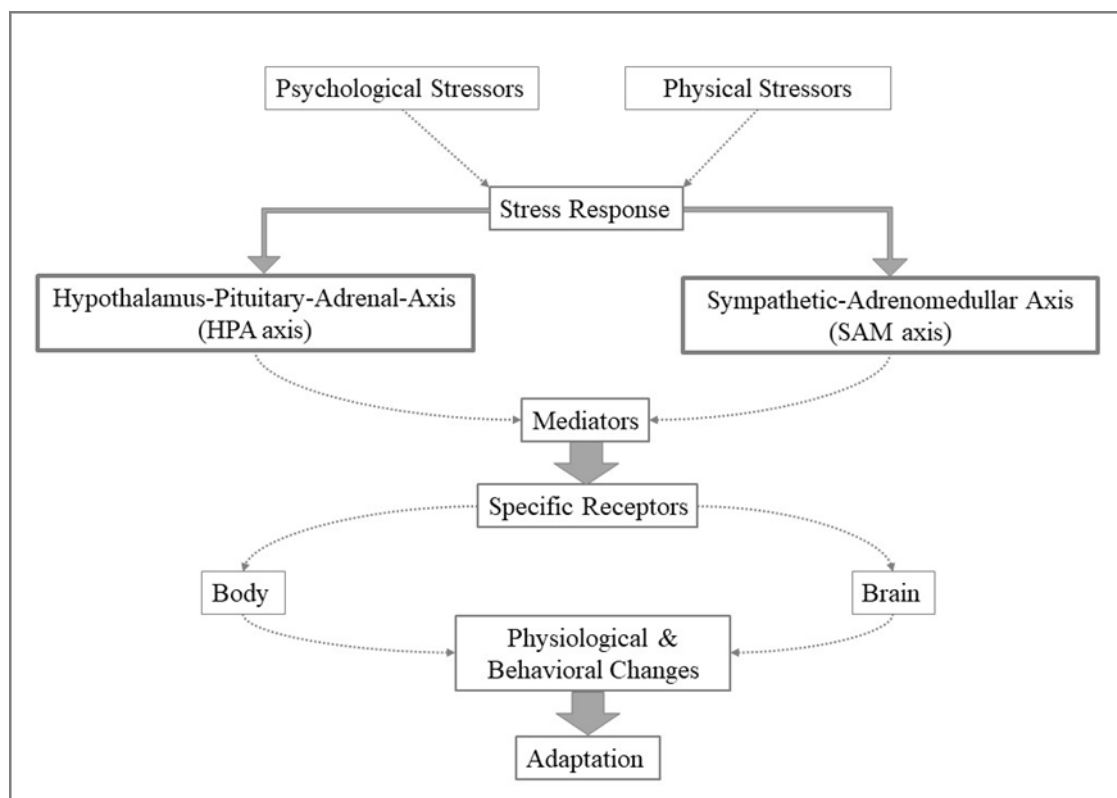 Psychological Stressors
Physical Stressors
Stress Response
Hypothalamus-Pituitary-Adrenal-Axis
(HPA axis)
Sympathetic-Adrenomedullar Axis
(SAM axis)
Mediators
Specific Receptors
Body
Brain
Physiological &
Behavioral Changes
Adaptation